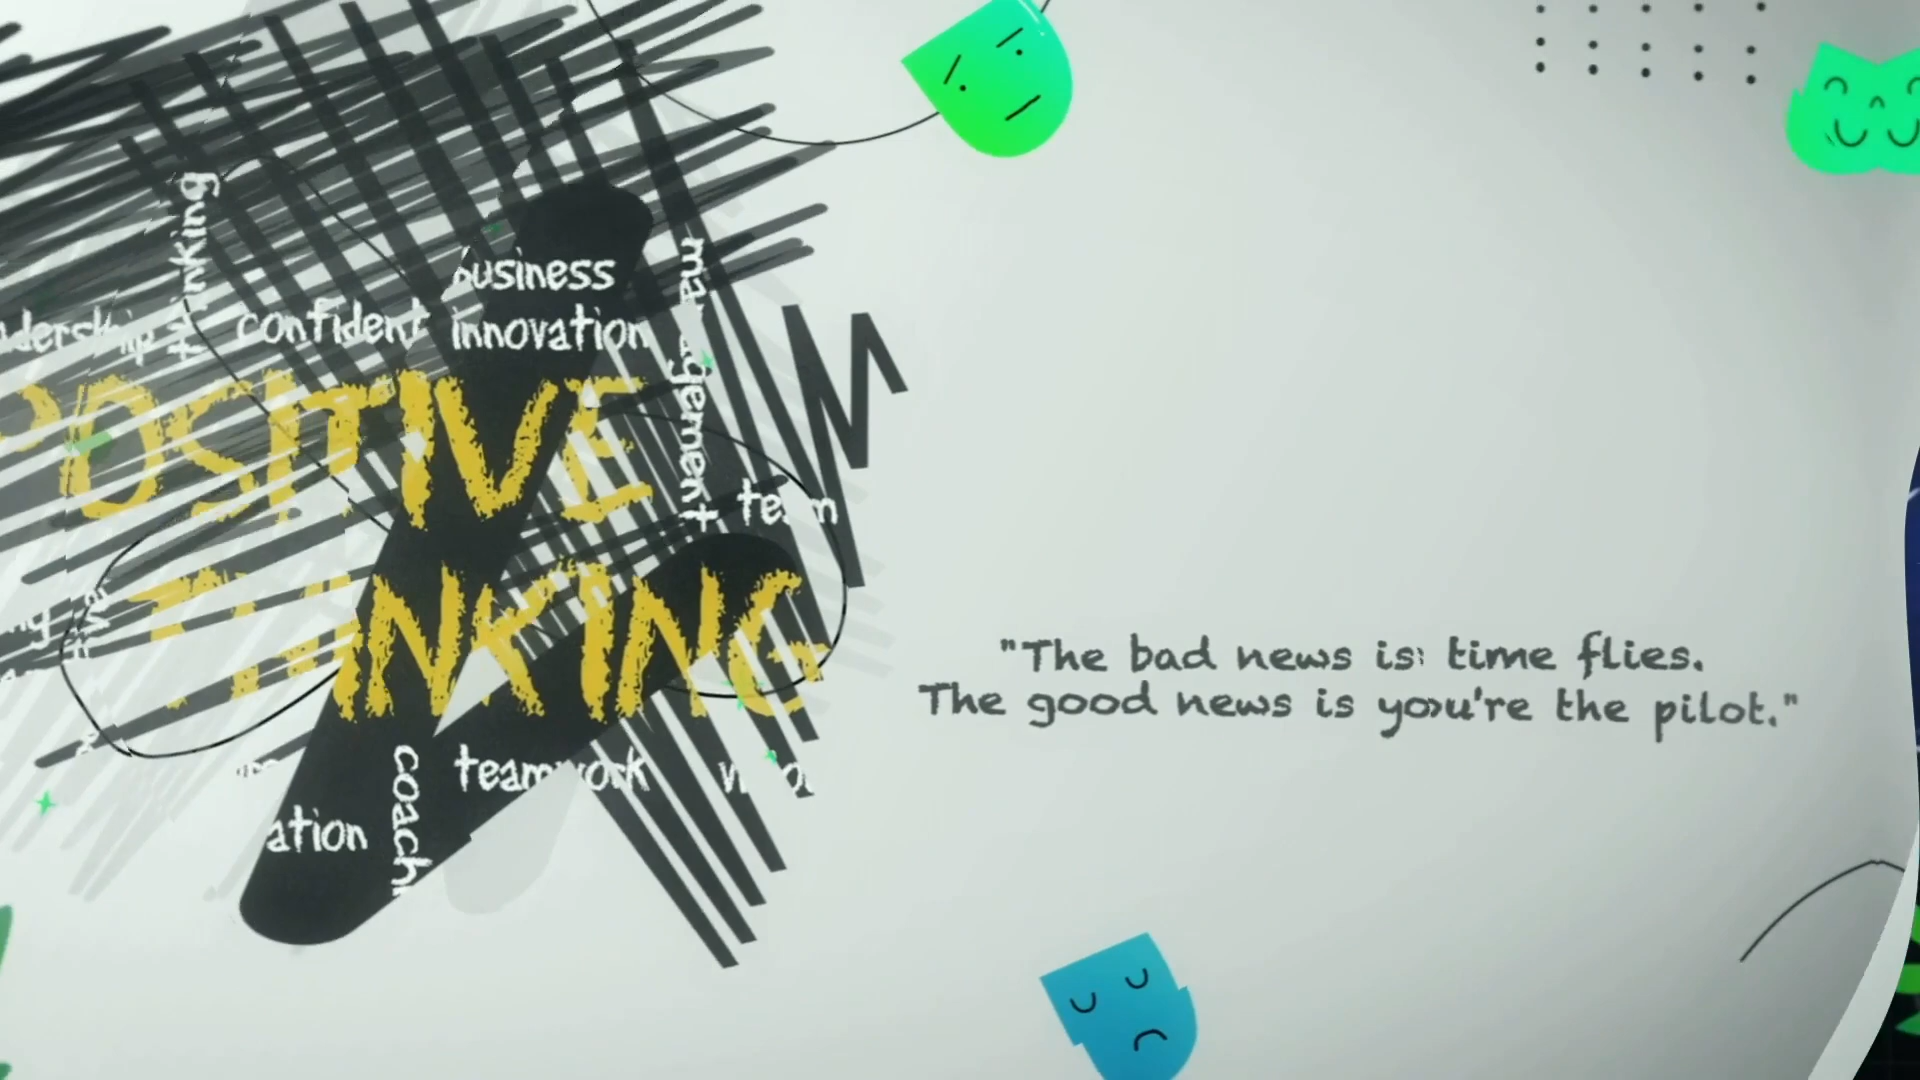 thinking
business
confident
innovation
management
POSITIVE
team
THINKING
coach
teamwork
ation
"The bad news is time flies.
The good news is you're the pilot."